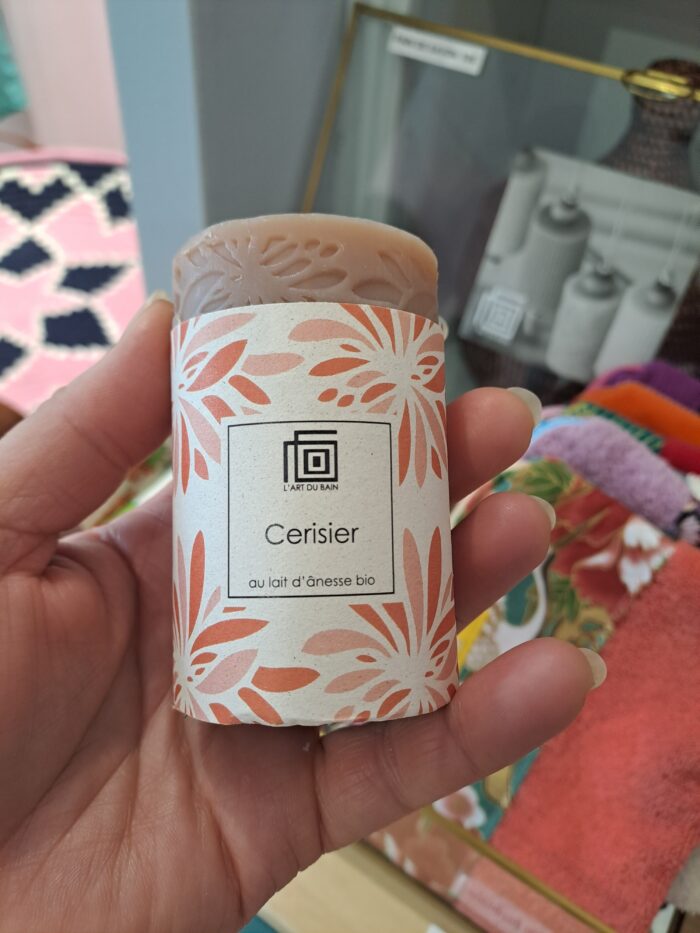 L'ART DU BAIN
Cerisier
au lait d'ânesse bio